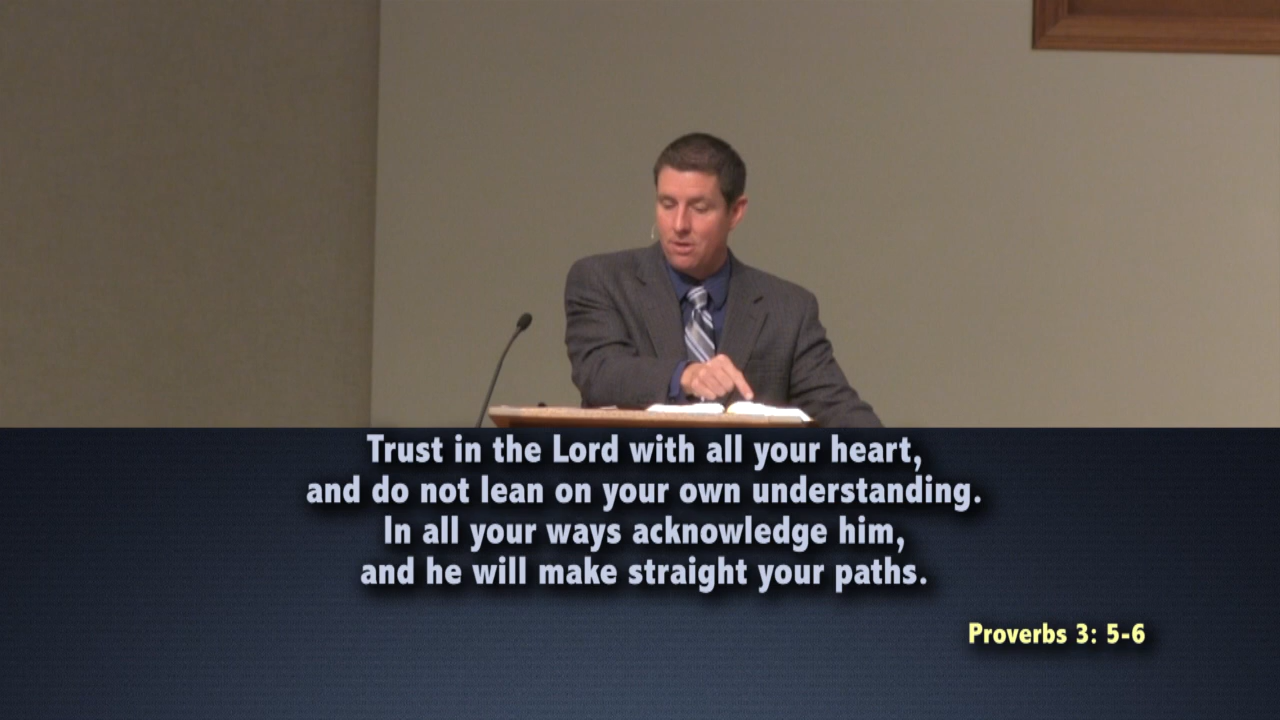 Trust in the Lord with all your heart,
and do not lean on your own understanding.
In all your ways acknowledge him,
and he will make straight your paths.
Proverbs 3: 5-6